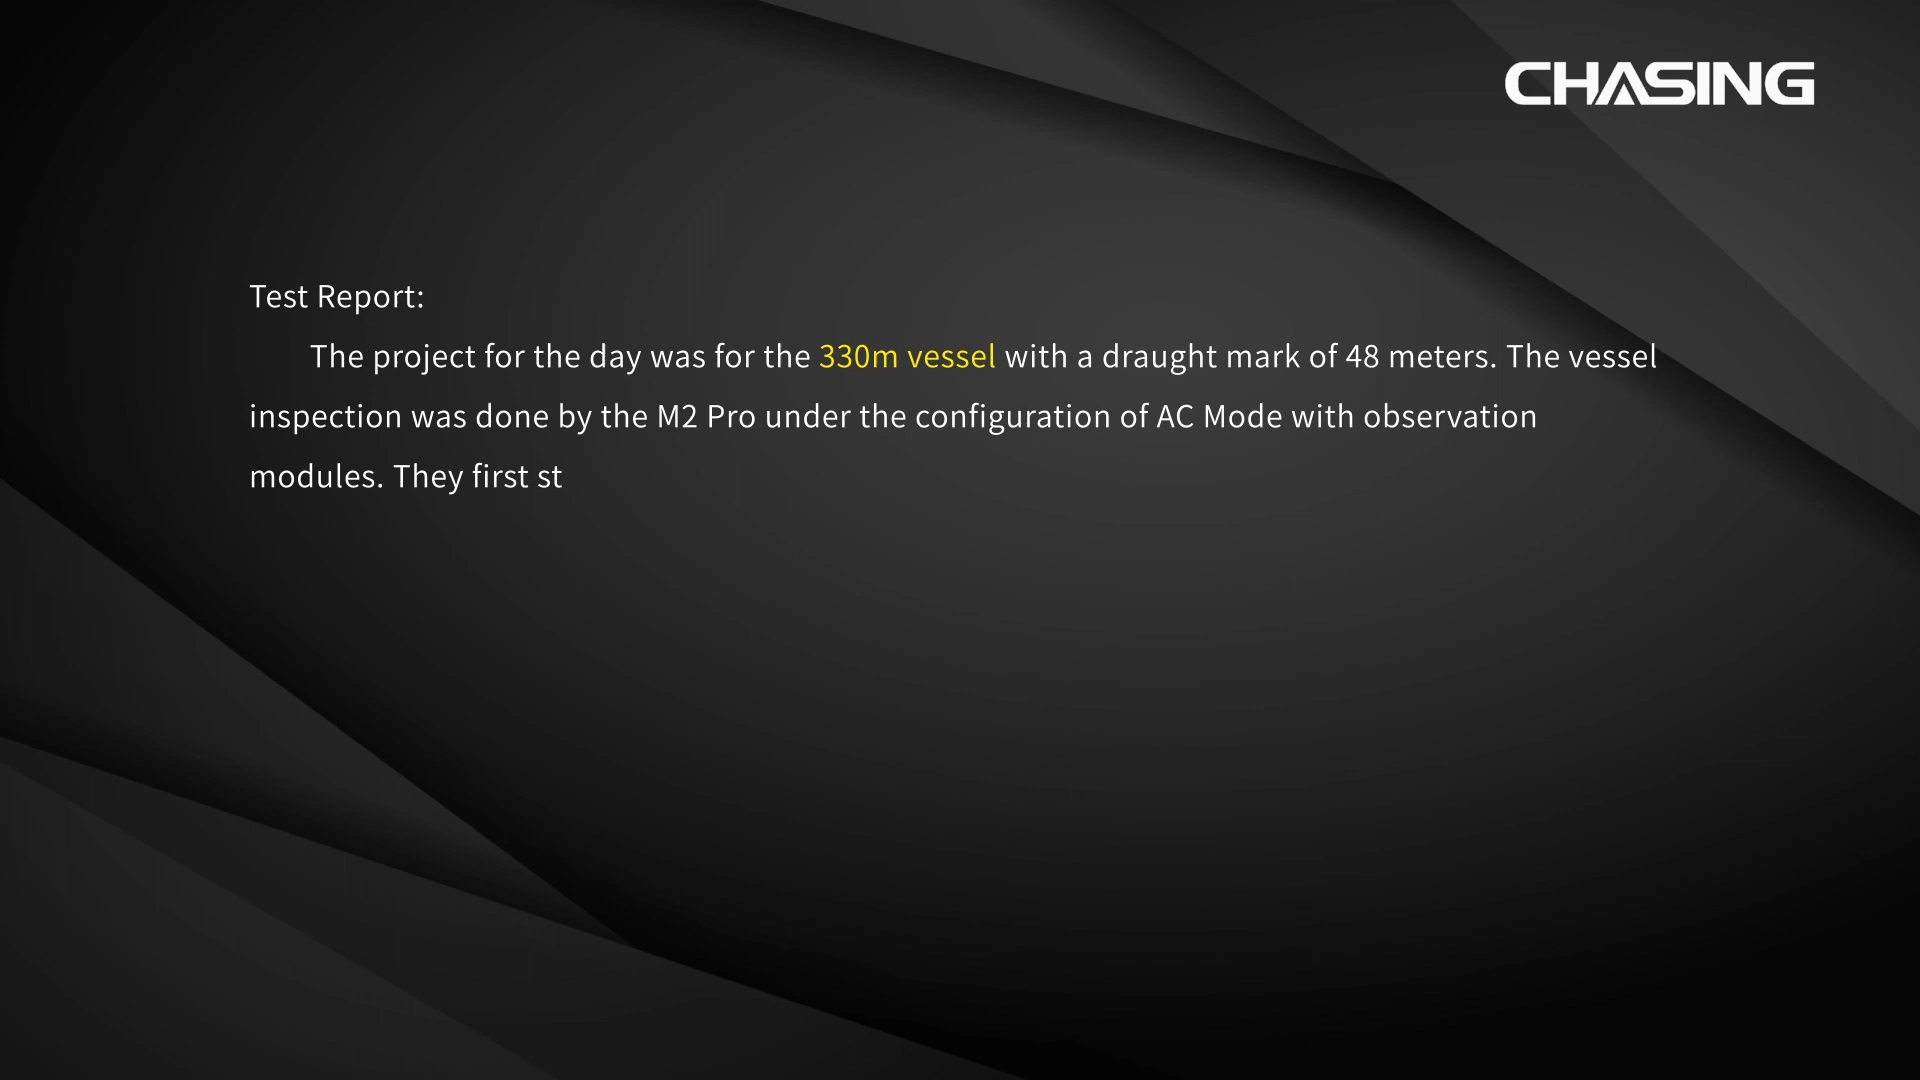 CHASING
Test Report:
The project for the day was for the 330m vessel with a draught mark of 48 meters. The vessel
inspection was done by the M2 Pro under the configuration of AC Mode with observation
modules. They first st